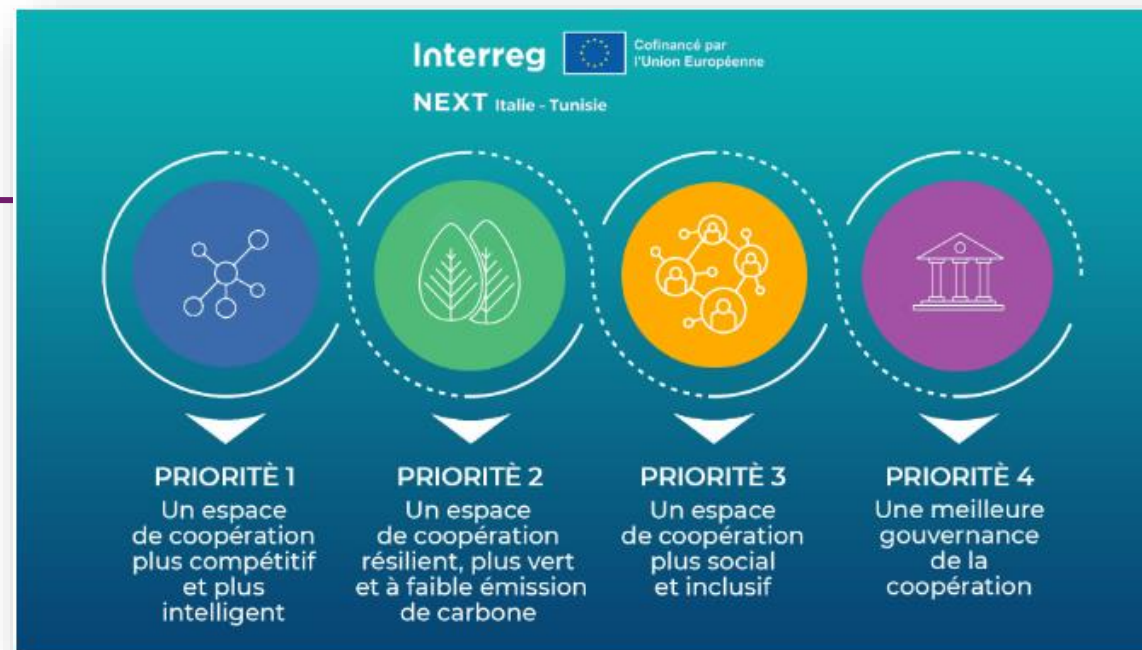 Interreg
Cofinancé par
l'Union Européenne
NEXT Italie - Tunisie
PRIORITÈ 1
Un espace
de coopération
plus compétitif
et plus
intelligent
PRIORITÈ 2
Un espace
de coopération
résilient, plus vert
et à faible émission
de carbone
PRIORITÈ 3
Un espace
de coopération
plus social
et inclusif
PRIORITÈ 4
Une meilleure
gouvernance
de la
coopération